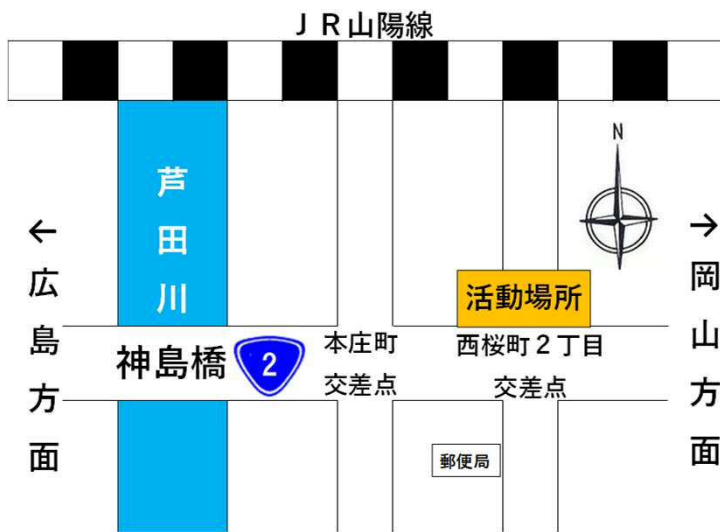 ＪＲ山陽線
N
芦田川
←広島方面
→岡山方面
活動場所
神島橋
2
本庄町
交差点
西桜町２丁目
交差点
郵便局